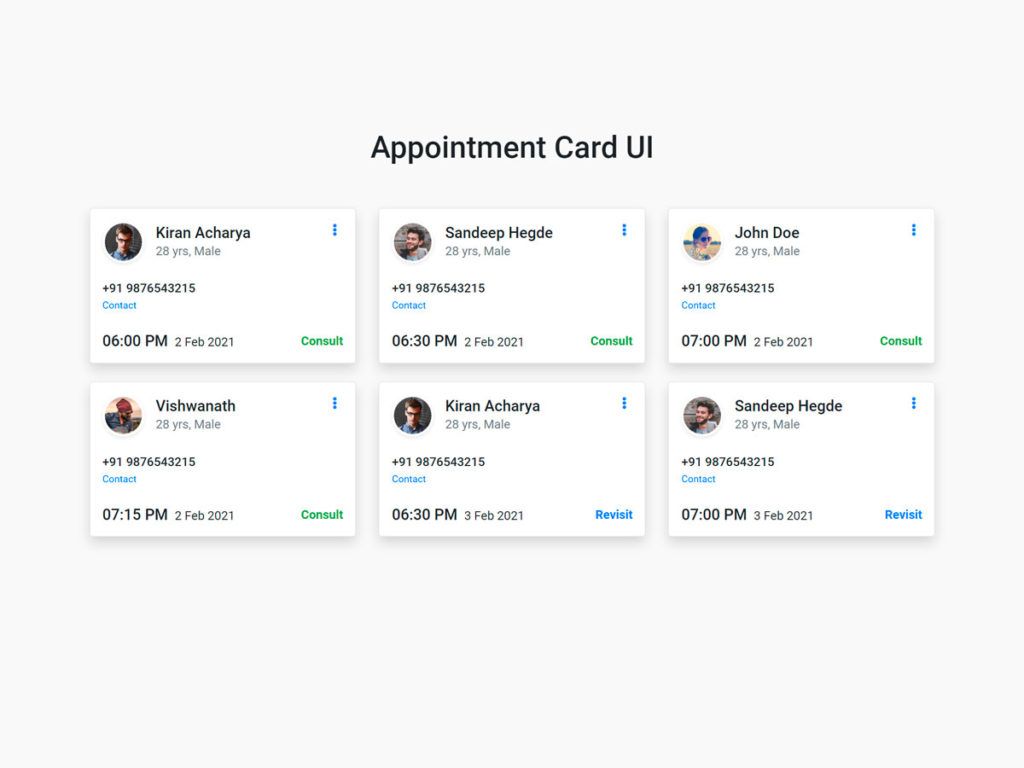 Appointment Card UI
Kiran Acharya
28 yrs, Male
+91 9876543215
Contact
06:00 PM 2 Feb 2021 Consult
Sandeep Hegde
28 yrs, Male
+91 9876543215
Contact
06:30 PM 2 Feb 2021 Consult
John Doe
28 yrs, Male
+91 9876543215
Contact
07:00 PM 2 Feb 2021 Consult
Vishwanath
28 yrs, Male
+91 9876543215
Contact
07:15 PM 2 Feb 2021 Consult
Kiran Acharya
28 yrs, Male
+91 9876543215
Contact
06:30 PM 3 Feb 2021 Revisit
Sandeep Hegde
28 yrs, Male
+91 9876543215
Contact
07:00 PM 3 Feb 2021 Revisit